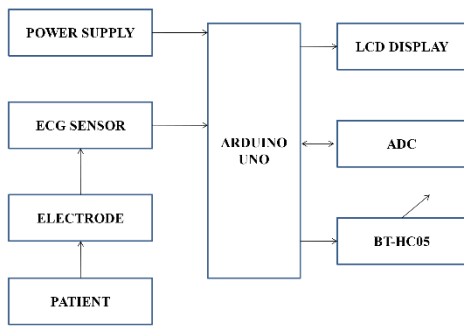 POWER SUPPLY
ECG SENSOR
ELECTRODE
PATIENT
ARDUINO
UNO
LCD DISPLAY
ADC
BT-HC05